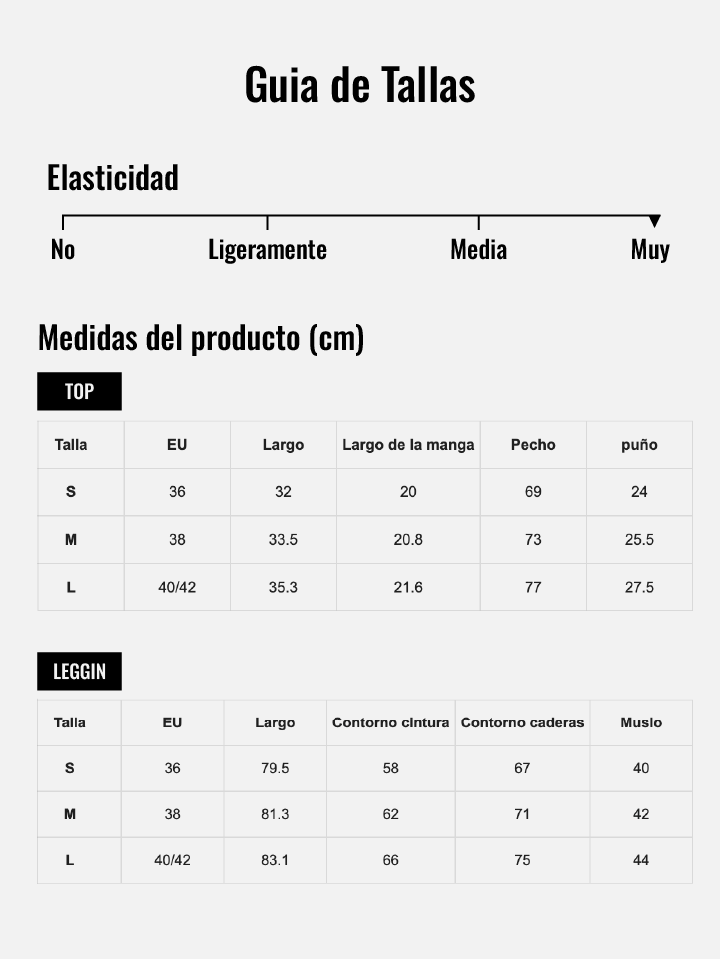 Guia de Tallas
Elasticidad
No Ligeramente Media Muy
Medidas del producto (cm)
TOP
Talla EU Largo Largo de la manga Pecho puño
S 36 32 20 69 24
M 38 33.5 20.8 73 25.5
L 40/42 35.3 21.6 77 27.5
LEGGIN
Talla EU Largo Contorno cintura Contorno caderas Muslo
S 36 79.5 58 67 40
M 38 81.3 62 71 42
L 40/42 83.1 66 75 44